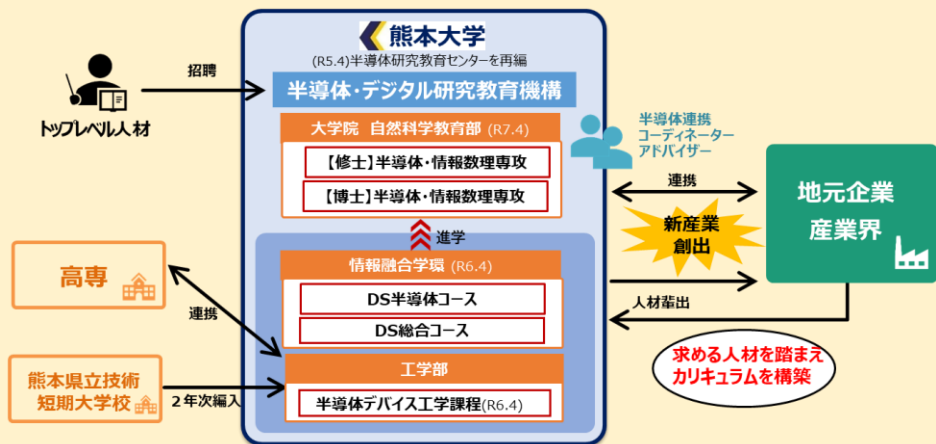 熊本大学
(R5.4)半導体研究教育センターを再編
半導体・デジタル研究教育機構
招聘
トップレベル人材
大学院 自然科学教育部 (R7.4)
【修士】半導体・情報数理専攻
【博士】半導体・情報数理専攻
半導体連携
コーディネーター
アドバイザー
連携
新産業
創出
地元企業
産業界
進学
情報融合学環 (R6.4)
DS半導体コース
DS総合コース
人材輩出
高専
連携
工学部
半導体デバイス工学課程(R6.4)
熊本県立技術
短期大学校
２年次編入
求める人材を踏まえ
カリキュラムを構築